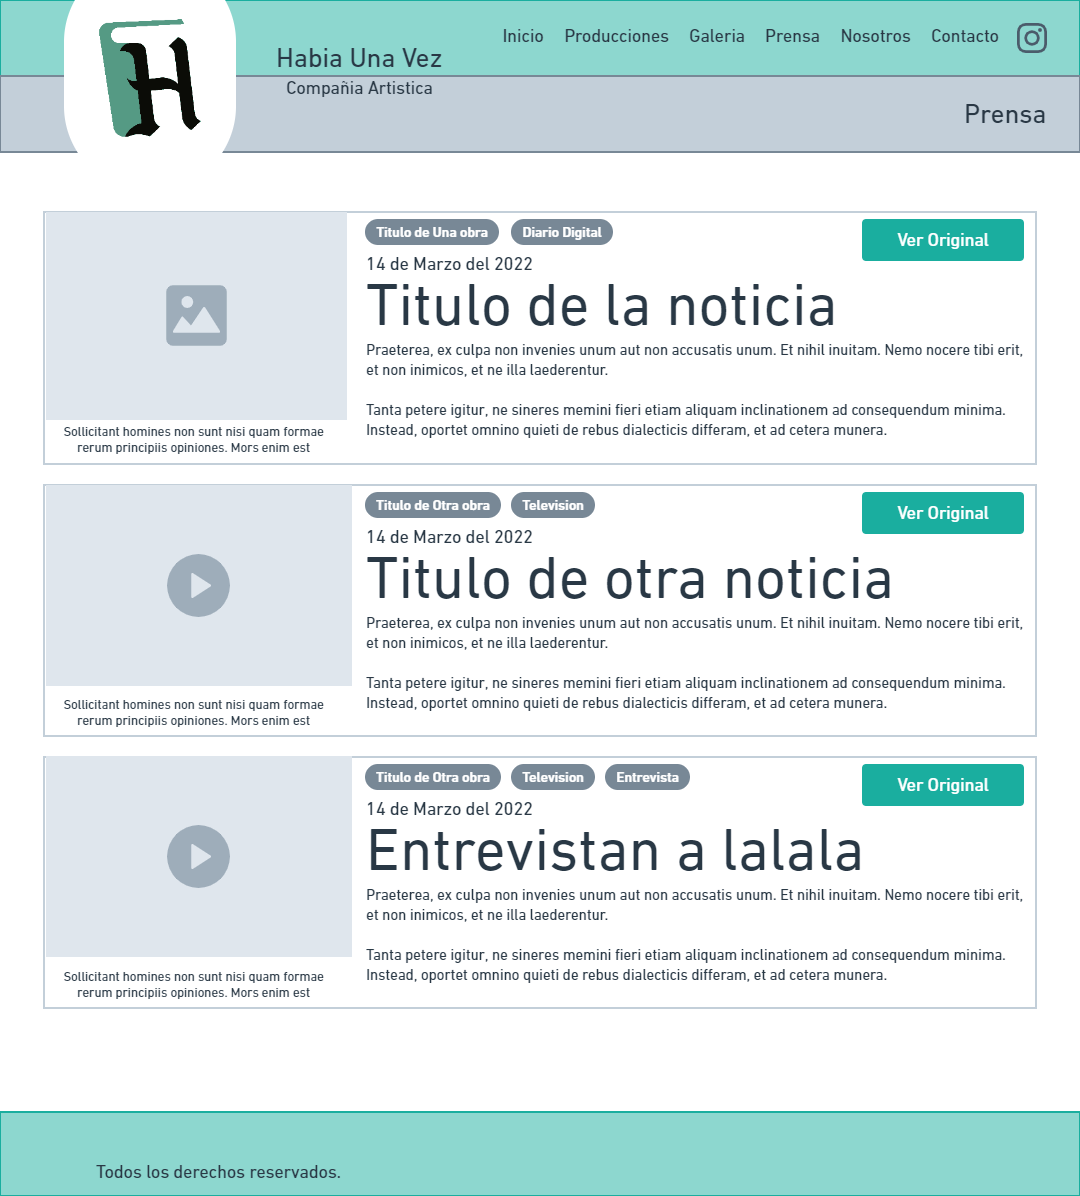 H
Habia Una Vez
Compañia Artistica
Inicio Producciones Galeria Prensa Nosotros Contacto
Prensa
Titulo de Una obra Diario Digital
Ver Original
14 de Marzo del 2022
Titulo de la noticia
Praeterea, ex culpa non invenies unum aut non accusatis unum. Et nihil inuitam. Nemo nocere tibi erit,
et non inimicos, et ne illa laederentur.
Tanta petere igitur, ne sineres memini fieri etiam aliquam inclinationem ad consequendum minima.
Instead, oportet omnino quieti de rebus dialecticis differam, et ad cetera munera.
Sollicitant homines non sunt nisi quam formae
rerum principiis opiniones. Mors enim est
Titulo de Otra obra Television
Ver Original
14 de Marzo del 2022
Titulo de otra noticia
Praeterea, ex culpa non invenies unum aut non accusatis unum. Et nihil inuitam. Nemo nocere tibi erit,
et non inimicos, et ne illa laederentur.
Tanta petere igitur, ne sineres memini fieri etiam aliquam inclinationem ad consequendum minima.
Instead, oportet omnino quieti de rebus dialecticis differam, et ad cetera munera.
Sollicitant homines non sunt nisi quam formae
rerum principiis opiniones. Mors enim est
Titulo de Otra obra Television Entrevista
Ver Original
14 de Marzo del 2022
Entrevistan a lalala
Praeterea, ex culpa non invenies unum aut non accusatis unum. Et nihil inuitam. Nemo nocere tibi erit,
et non inimicos, et ne illa laederentur.
Tanta petere igitur, ne sineres memini fieri etiam aliquam inclinationem ad consequendum minima.
Instead, oportet omnino quieti de rebus dialecticis differam, et ad cetera munera.
Sollicitant homines non sunt nisi quam formae
rerum principiis opiniones. Mors enim est
Todos los derechos reservados.